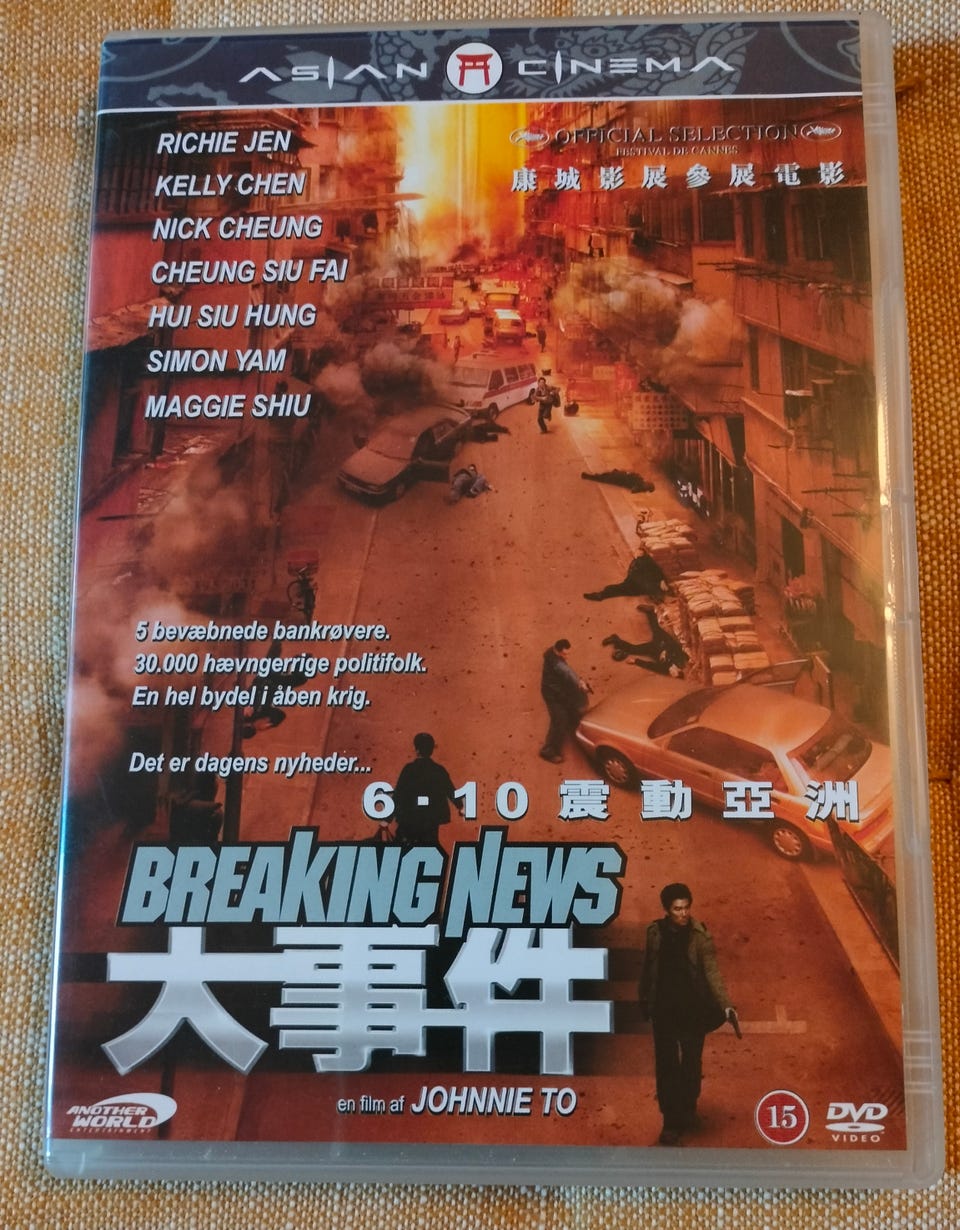 ASIAN CINEMA
RICHIE JEN
KELLY CHEN
NICK CHEUNG
CHEUNG SIU FAI
HUI SIU HUNG
SIMON YAM
MAGGIE SHIU
OFFICIAL SELECTION
FESTIVAL DE CANNES
康城影展參展電影
5 bevæbnede bankrøvere.
30.000 hævngerrige politifolk.
En hel bydel i åben krig.
Det er dagens nyheder...
6·10 震動亞洲
BREAKING NEWS
大事件
en film af JOHNNIE TO
ANOTHER
WORLD
ENTERTAINMENT
15
DVD
VIDEO